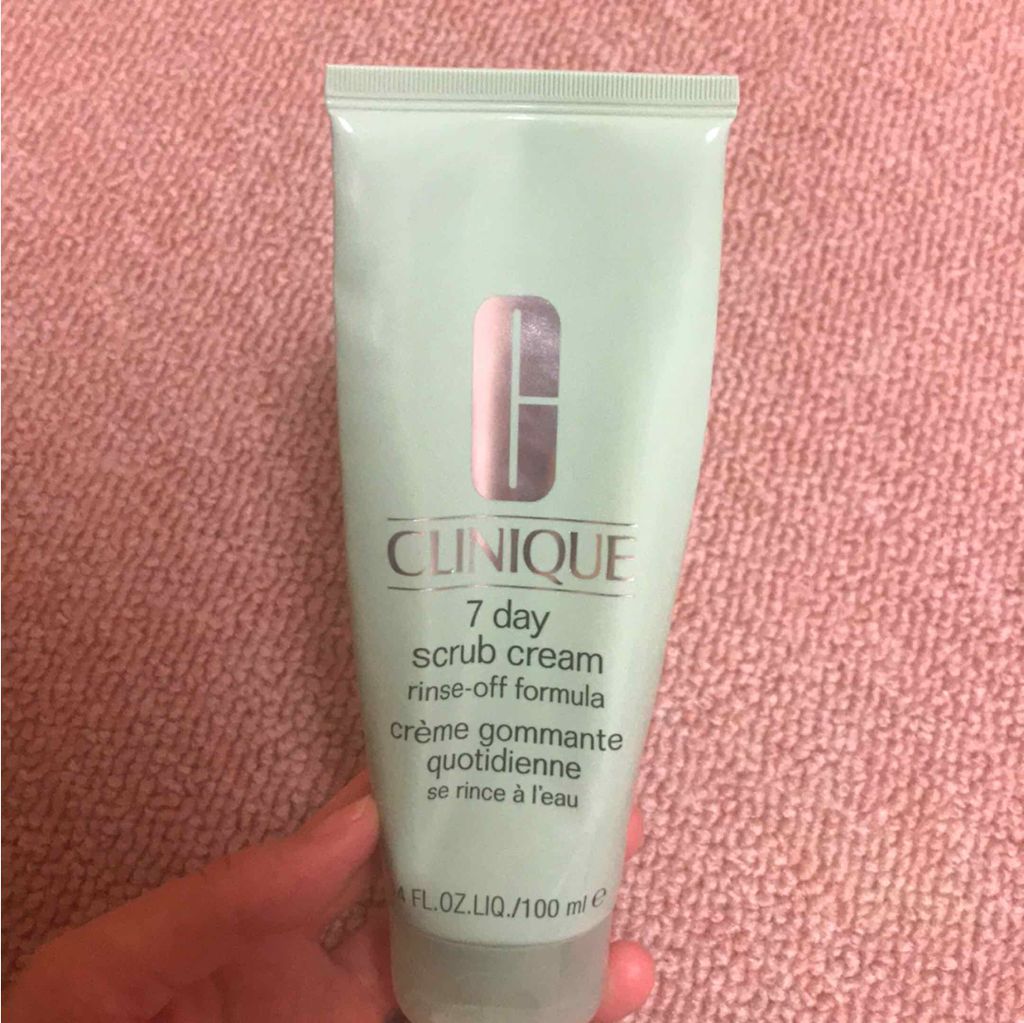 CLINIQUE
7 day
scrub cream
rinse-off formula
crème gommante
quotidienne
se rince à l'eau
FL.OZ.LIQ./100 ml e